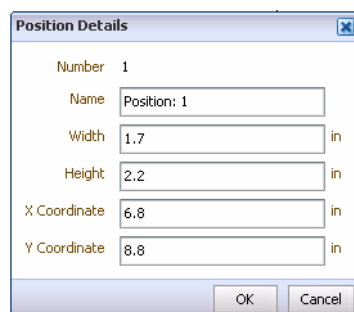 Position Details
Number 1
Name Position: 1
Width 1.7 in
Height 2.2 in
X Coordinate 6.8 in
Y Coordinate 8.8 in
OK Cancel